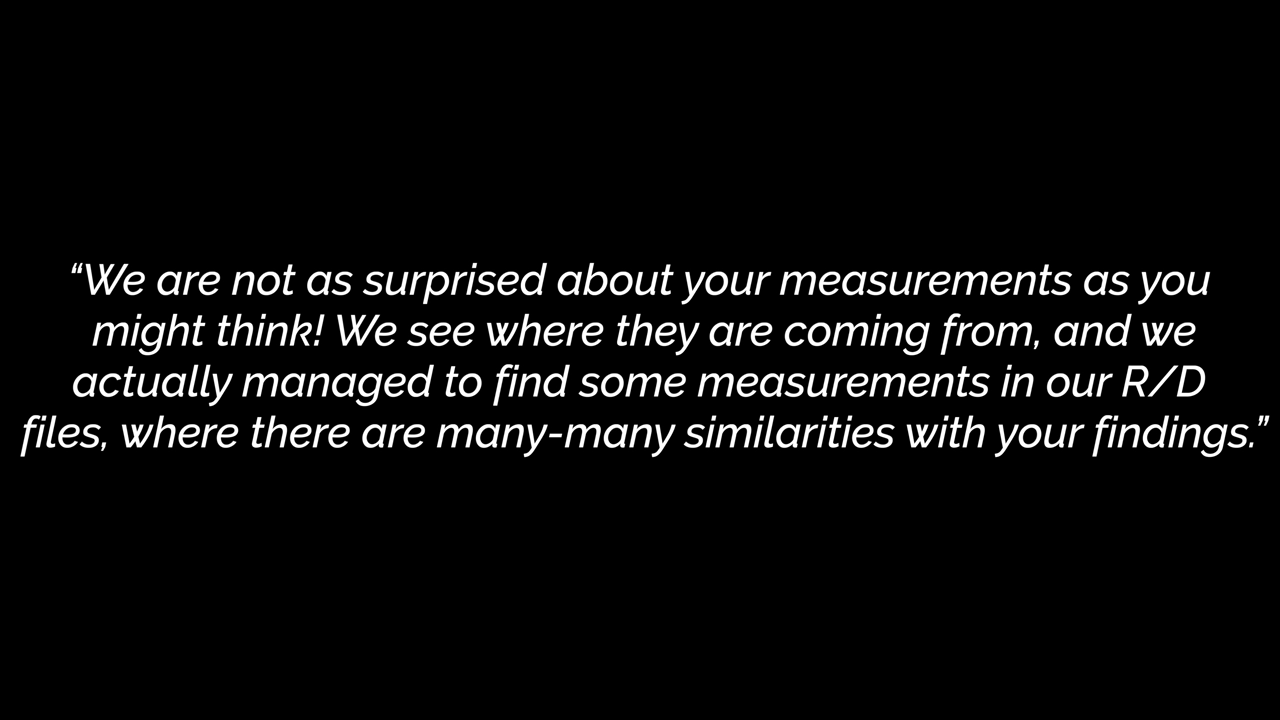 “We are not as surprised about your measurements as you
might think! We see where they are coming from, and we
actually managed to find some measurements in our R/D
files, where there are many-many similarities with your findings.”